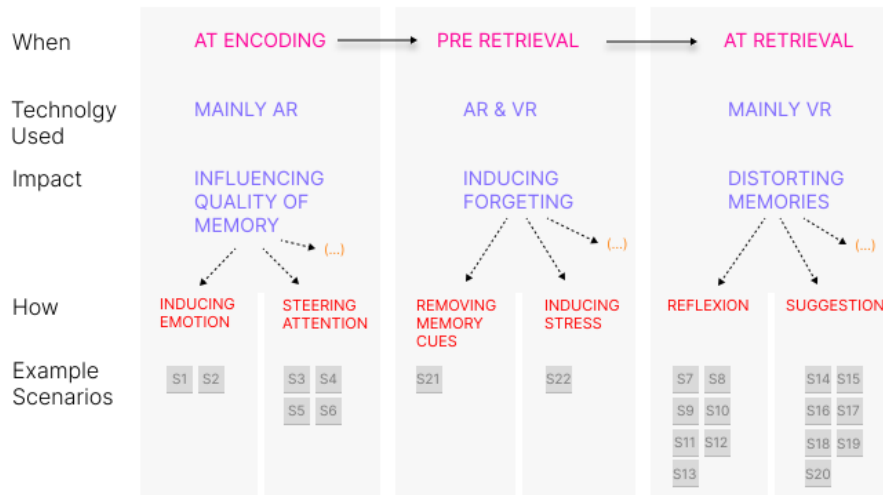 When
AT ENCODING
PRE RETRIEVAL
AT RETRIEVAL
Technolgy
Used
MAINLY AR
AR & VR
MAINLY VR
Impact
INFLUENCING
QUALITY OF
MEMORY
INDUCING
FORGETING
DISTORTING
MEMORIES
(...)
(...)
(...)
How
INDUCING
EMOTION
STEERING
ATTENTION
REMOVING
MEMORY
CUES
INDUCING
STRESS
REFLEXION
SUGGESTION
Example
Scenarios
S1 S2
S3 S4
S5 S6
S21
S22
S7 S8
S9 S10
S11 S12
S13
S14 S15
S16 S17
S18 S19
S20